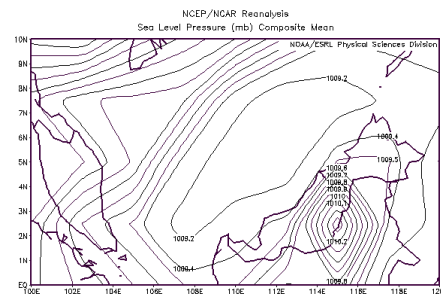 NCEP/NCAR Reanalysis
Sea Level Pressure (mb) Composite Mean
NOAA/ESRL Physical Sciences Division
10N
9N
8N
7N
6N
5N
4N
3N
2N
1N
EQ
100E 102E 104E 106E 108E 110E 112E 114E 116E 118E
1009.2
1009.4
1009.5
1009.6
1009.7
1009.8
1009.9
1010
1010.1
1010.2
1009.2
1009.4